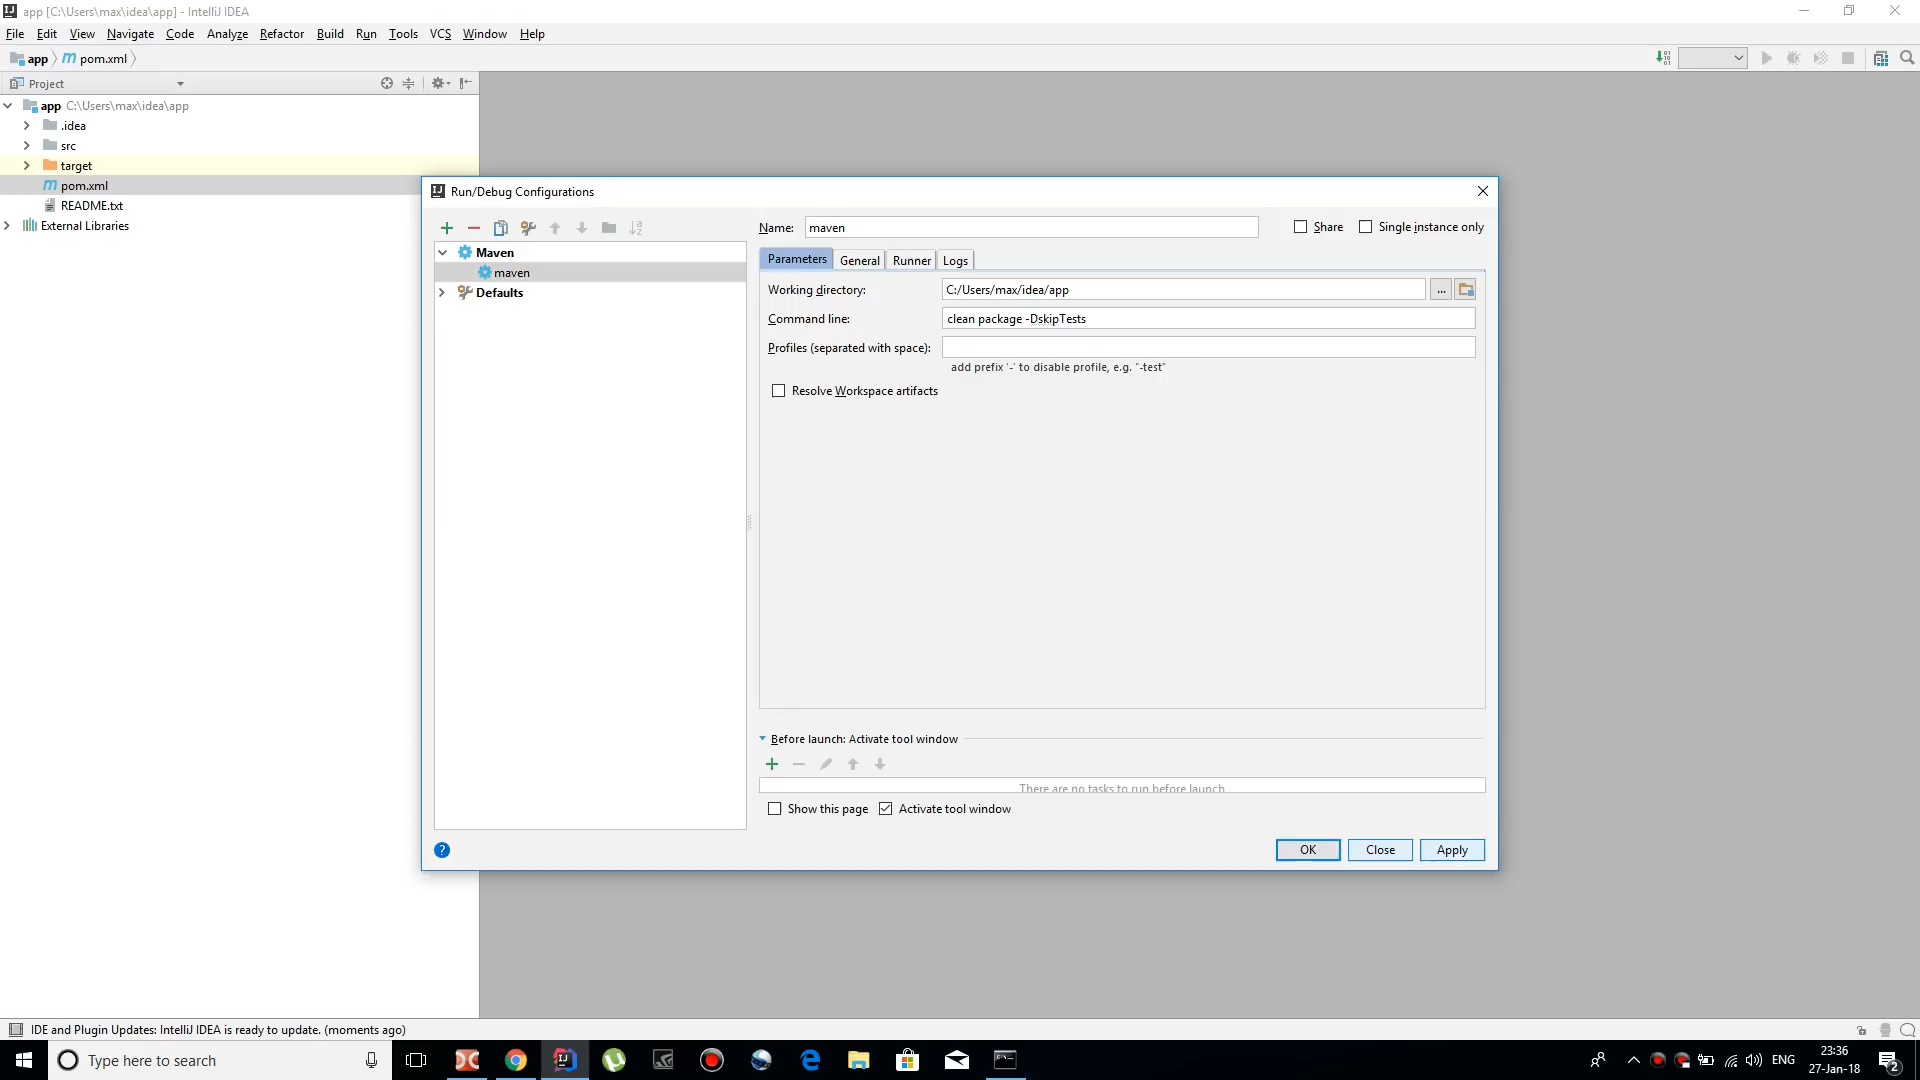 app [C:\Users\max\idea\app] - IntelliJ IDEA
File Edit View Navigate Code Analyze Refactor Build Run Tools VCS Window Help
app pom.xml
Project
app C:\Users\max\idea\app
.idea
src
target
pom.xml
README.txt
External Libraries
Run/Debug Configurations
Maven
maven
Defaults
Name: maven
Share Single instance only
Parameters General Runner Logs
Working directory: C:/Users/max/idea/app ...
Command line: clean package -DskipTests
Profiles (separated with space):
add prefix '-' to disable profile, e.g. "-test"
Resolve Workspace artifacts
Before launch: Activate tool window
There are no tasks to run before launch
Show this page Activate tool window
? OK Close Apply
IDE and Plugin Updates: IntelliJ IDEA is ready to update. (moments ago)
Type here to search
ENG 23:36
27-Jan-18 2